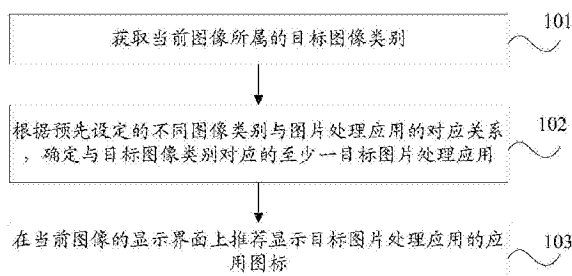 获取当前图像所属的目标图像类别
101
根据预先设定的不同图像类别与图片处理应用的对应关系
，确定与目标图像类别对应的至少一目标图片处理应用
102
在当前图像的显示界面上推荐显示目标图片处理应用的应
用图标
103